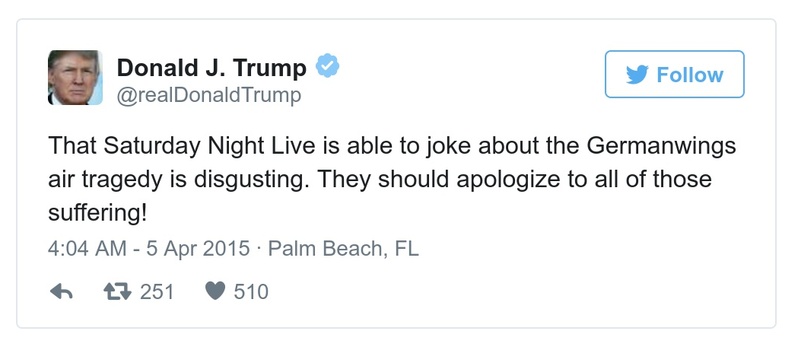 Donald J. Trump
@realDonaldTrump
Follow
That Saturday Night Live is able to joke about the Germanwings
air tragedy is disgusting. They should apologize to all of those
suffering!
4:04 AM - 5 Apr 2015 · Palm Beach, FL
251 510